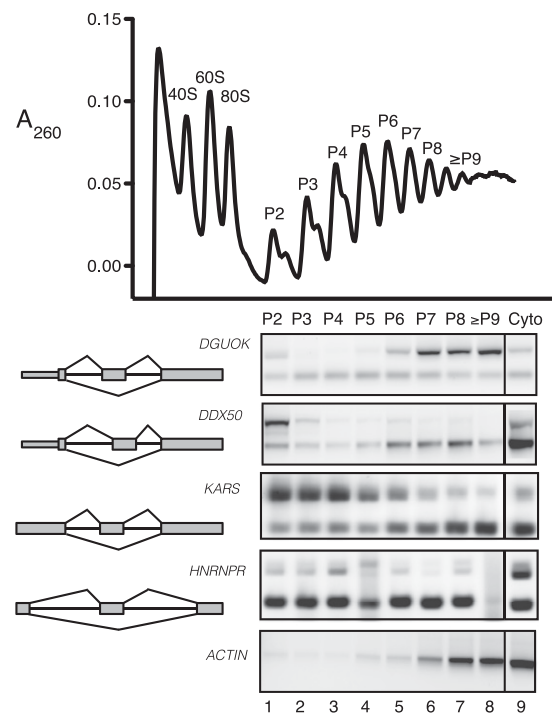 0.15
0.10
0.05
0.00
A260
40S
60S
80S
P2
P3
P4
P5
P6
P7
P8
≥P9
P2 P3 P4 P5 P6 P7 P8 ≥P9 Cyto
DGUOK
DDX50
KARS
HNRNPR
ACTIN
1 2 3 4 5 6 7 8 9